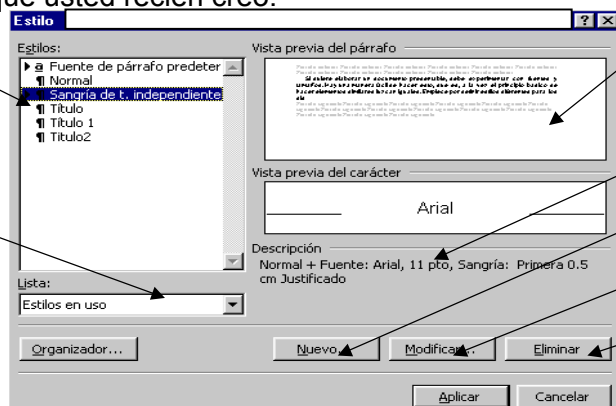 que usted recién creó.
Estilo
Estilos:
a Fuente de párrafo predeter
¶ Normal
¶ Sangría de t. independiente
¶ Título
¶ Título 1
¶ Titulo2
Lista:
Estilos en uso
Vista previa del párrafo
Vista previa del carácter
Arial
Descripción
Normal + Fuente: Arial, 11 pto, Sangría: Primera 0.5
cm Justificado
Organizador...
Nuevo...
Modificar...
Eliminar
Aplicar
Cancelar